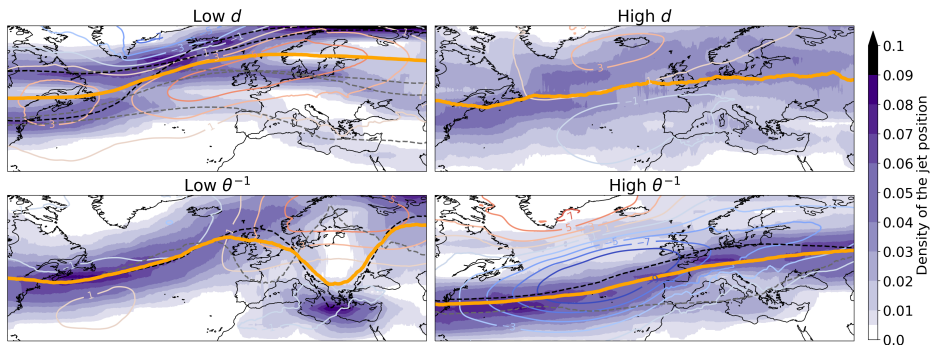 Low d
High d
Low θ⁻¹
High θ⁻¹
0.1
0.09
0.08
0.07
0.06
0.05
0.04
0.03
0.02
0.01
0.0
Density of the jet position